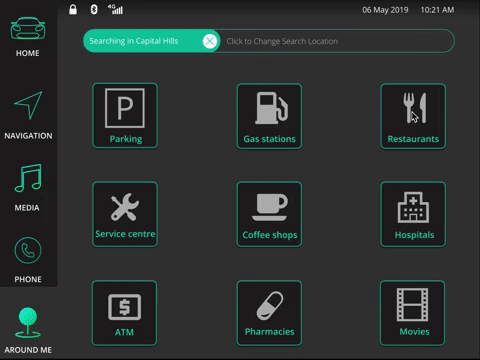 4G
06 May 2019
10:21 AM
Searching in Capital Hills
Click to Change Search Location
HOME
NAVIGATION
MEDIA
PHONE
AROUND ME
P
Parking
Gas stations
Restaurants
Service centre
Coffee shops
Hospitals
$
ATM
Pharmacies
Movies